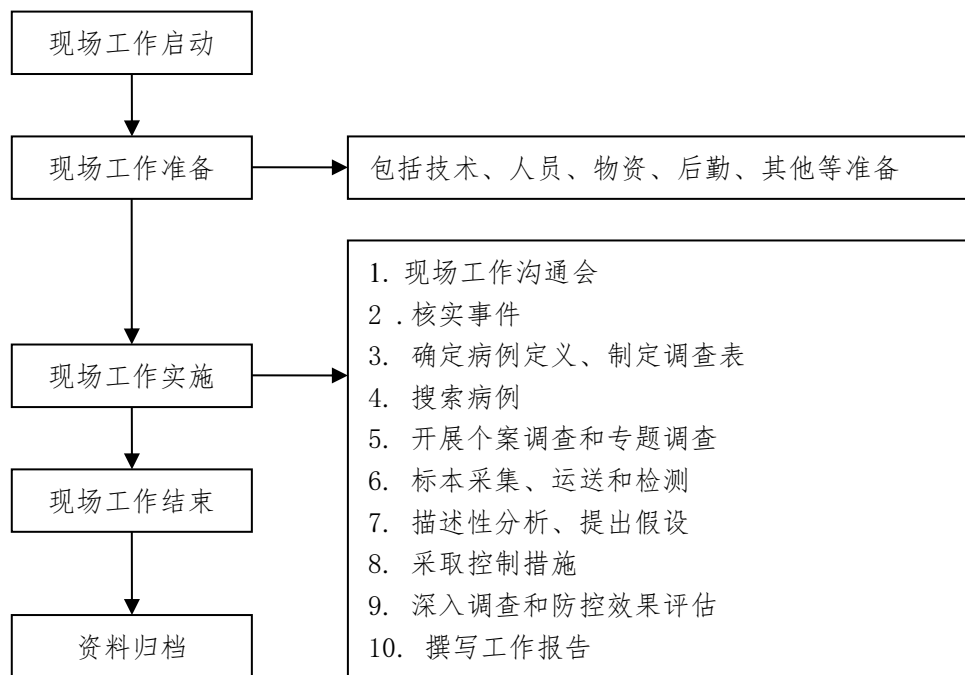 现场工作启动
现场工作准备
包括技术、人员、物资、后勤、其他等准备
现场工作实施
1. 现场工作沟通会
2 .核实事件
3. 确定病例定义、制定调查表
4. 搜索病例
5. 开展个案调查和专题调查
6. 标本采集、运送和检测
7. 描述性分析、提出假设
8. 采取控制措施
9. 深入调查和防控效果评估
10. 撰写工作报告
现场工作结束
资料归档